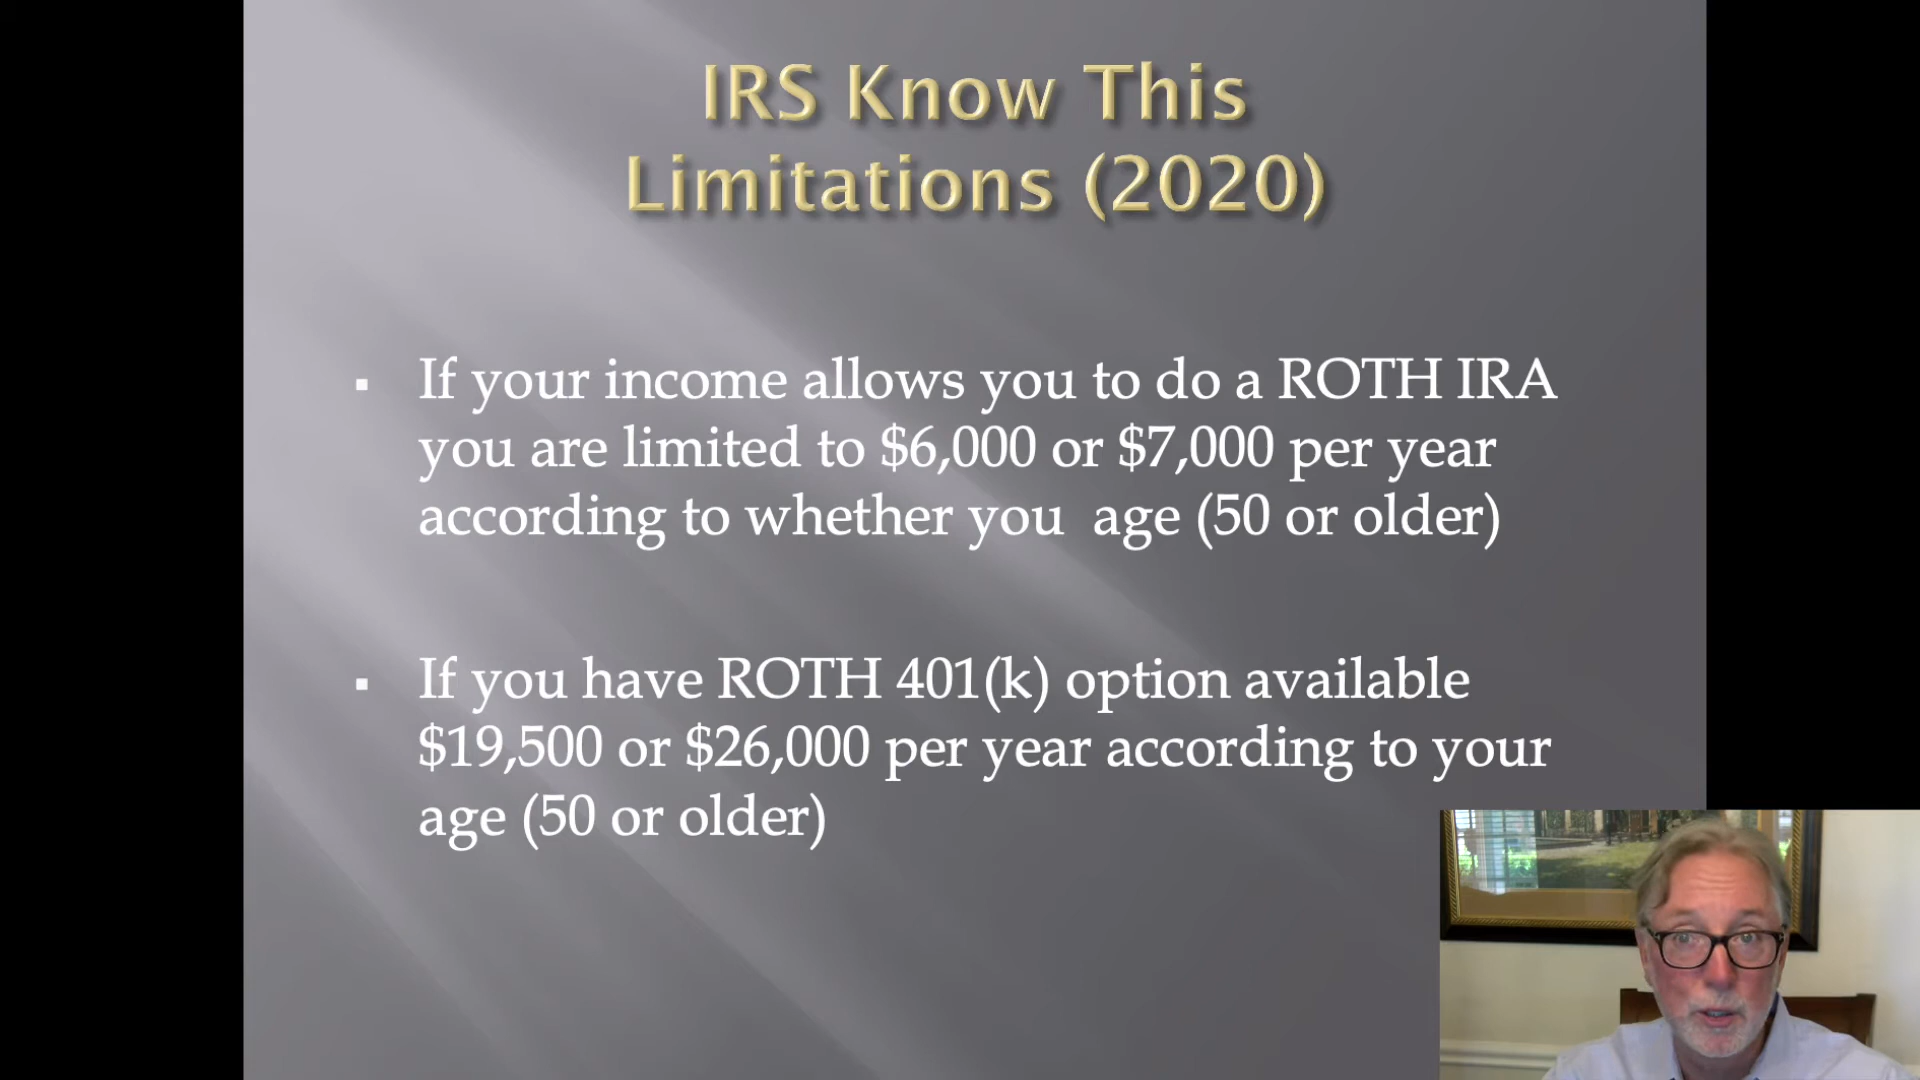 IRS Know This
Limitations (2020)
▪ If your income allows you to do a ROTH IRA
you are limited to $6,000 or $7,000 per year
according to whether you age (50 or older)
▪ If you have ROTH 401(k) option available
$19,500 or $26,000 per year according to your
age (50 or older)